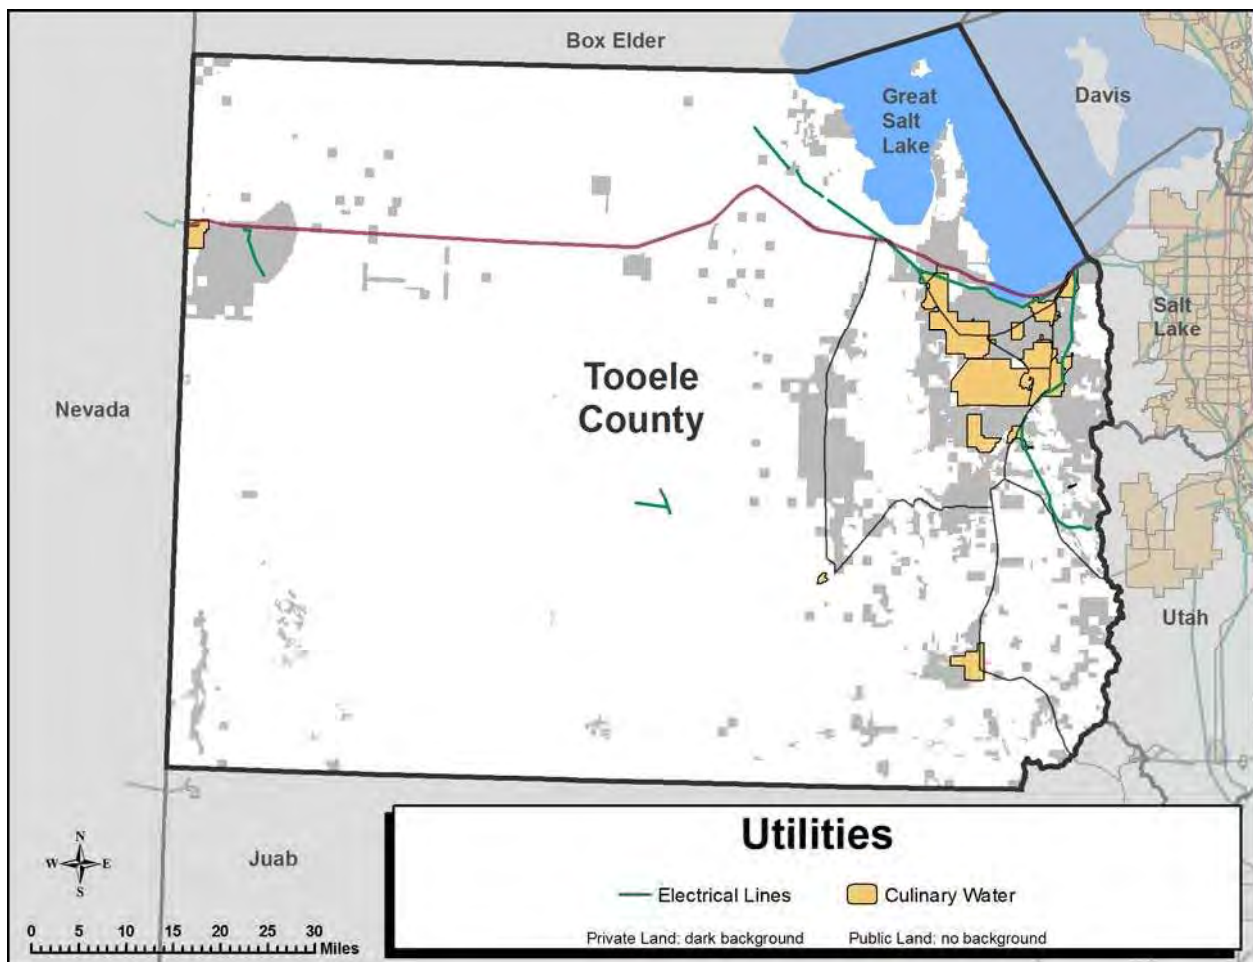 Box Elder
Great
Salt
Lake
Davis
Salt
Lake
Nevada
Tooele
County
Utah
Juab
N
W E
S
0 5 10 15 20 25 30
Miles
Utilities
Electrical Lines Culinary Water
Private Land: dark background Public Land: no background